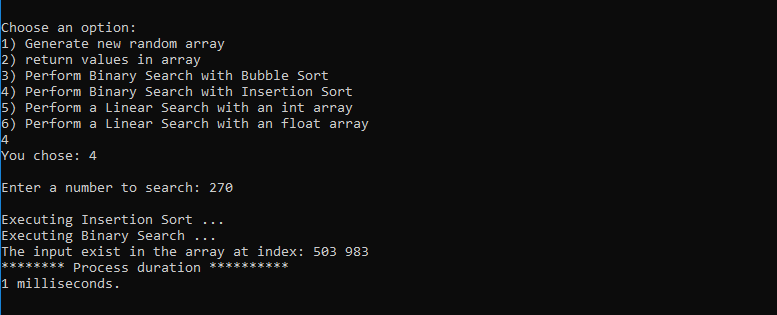 Choose an option:
1) Generate new random array
2) return values in array
3) Perform Binary Search with Bubble Sort
4) Perform Binary Search with Insertion Sort
5) Perform a Linear Search with an int array
6) Perform a Linear Search with an float array
4
You chose: 4
Enter a number to search: 270
Executing Insertion Sort ...
Executing Binary Search ...
The input exist in the array at index: 503 983
******** Process duration **********
1 milliseconds.